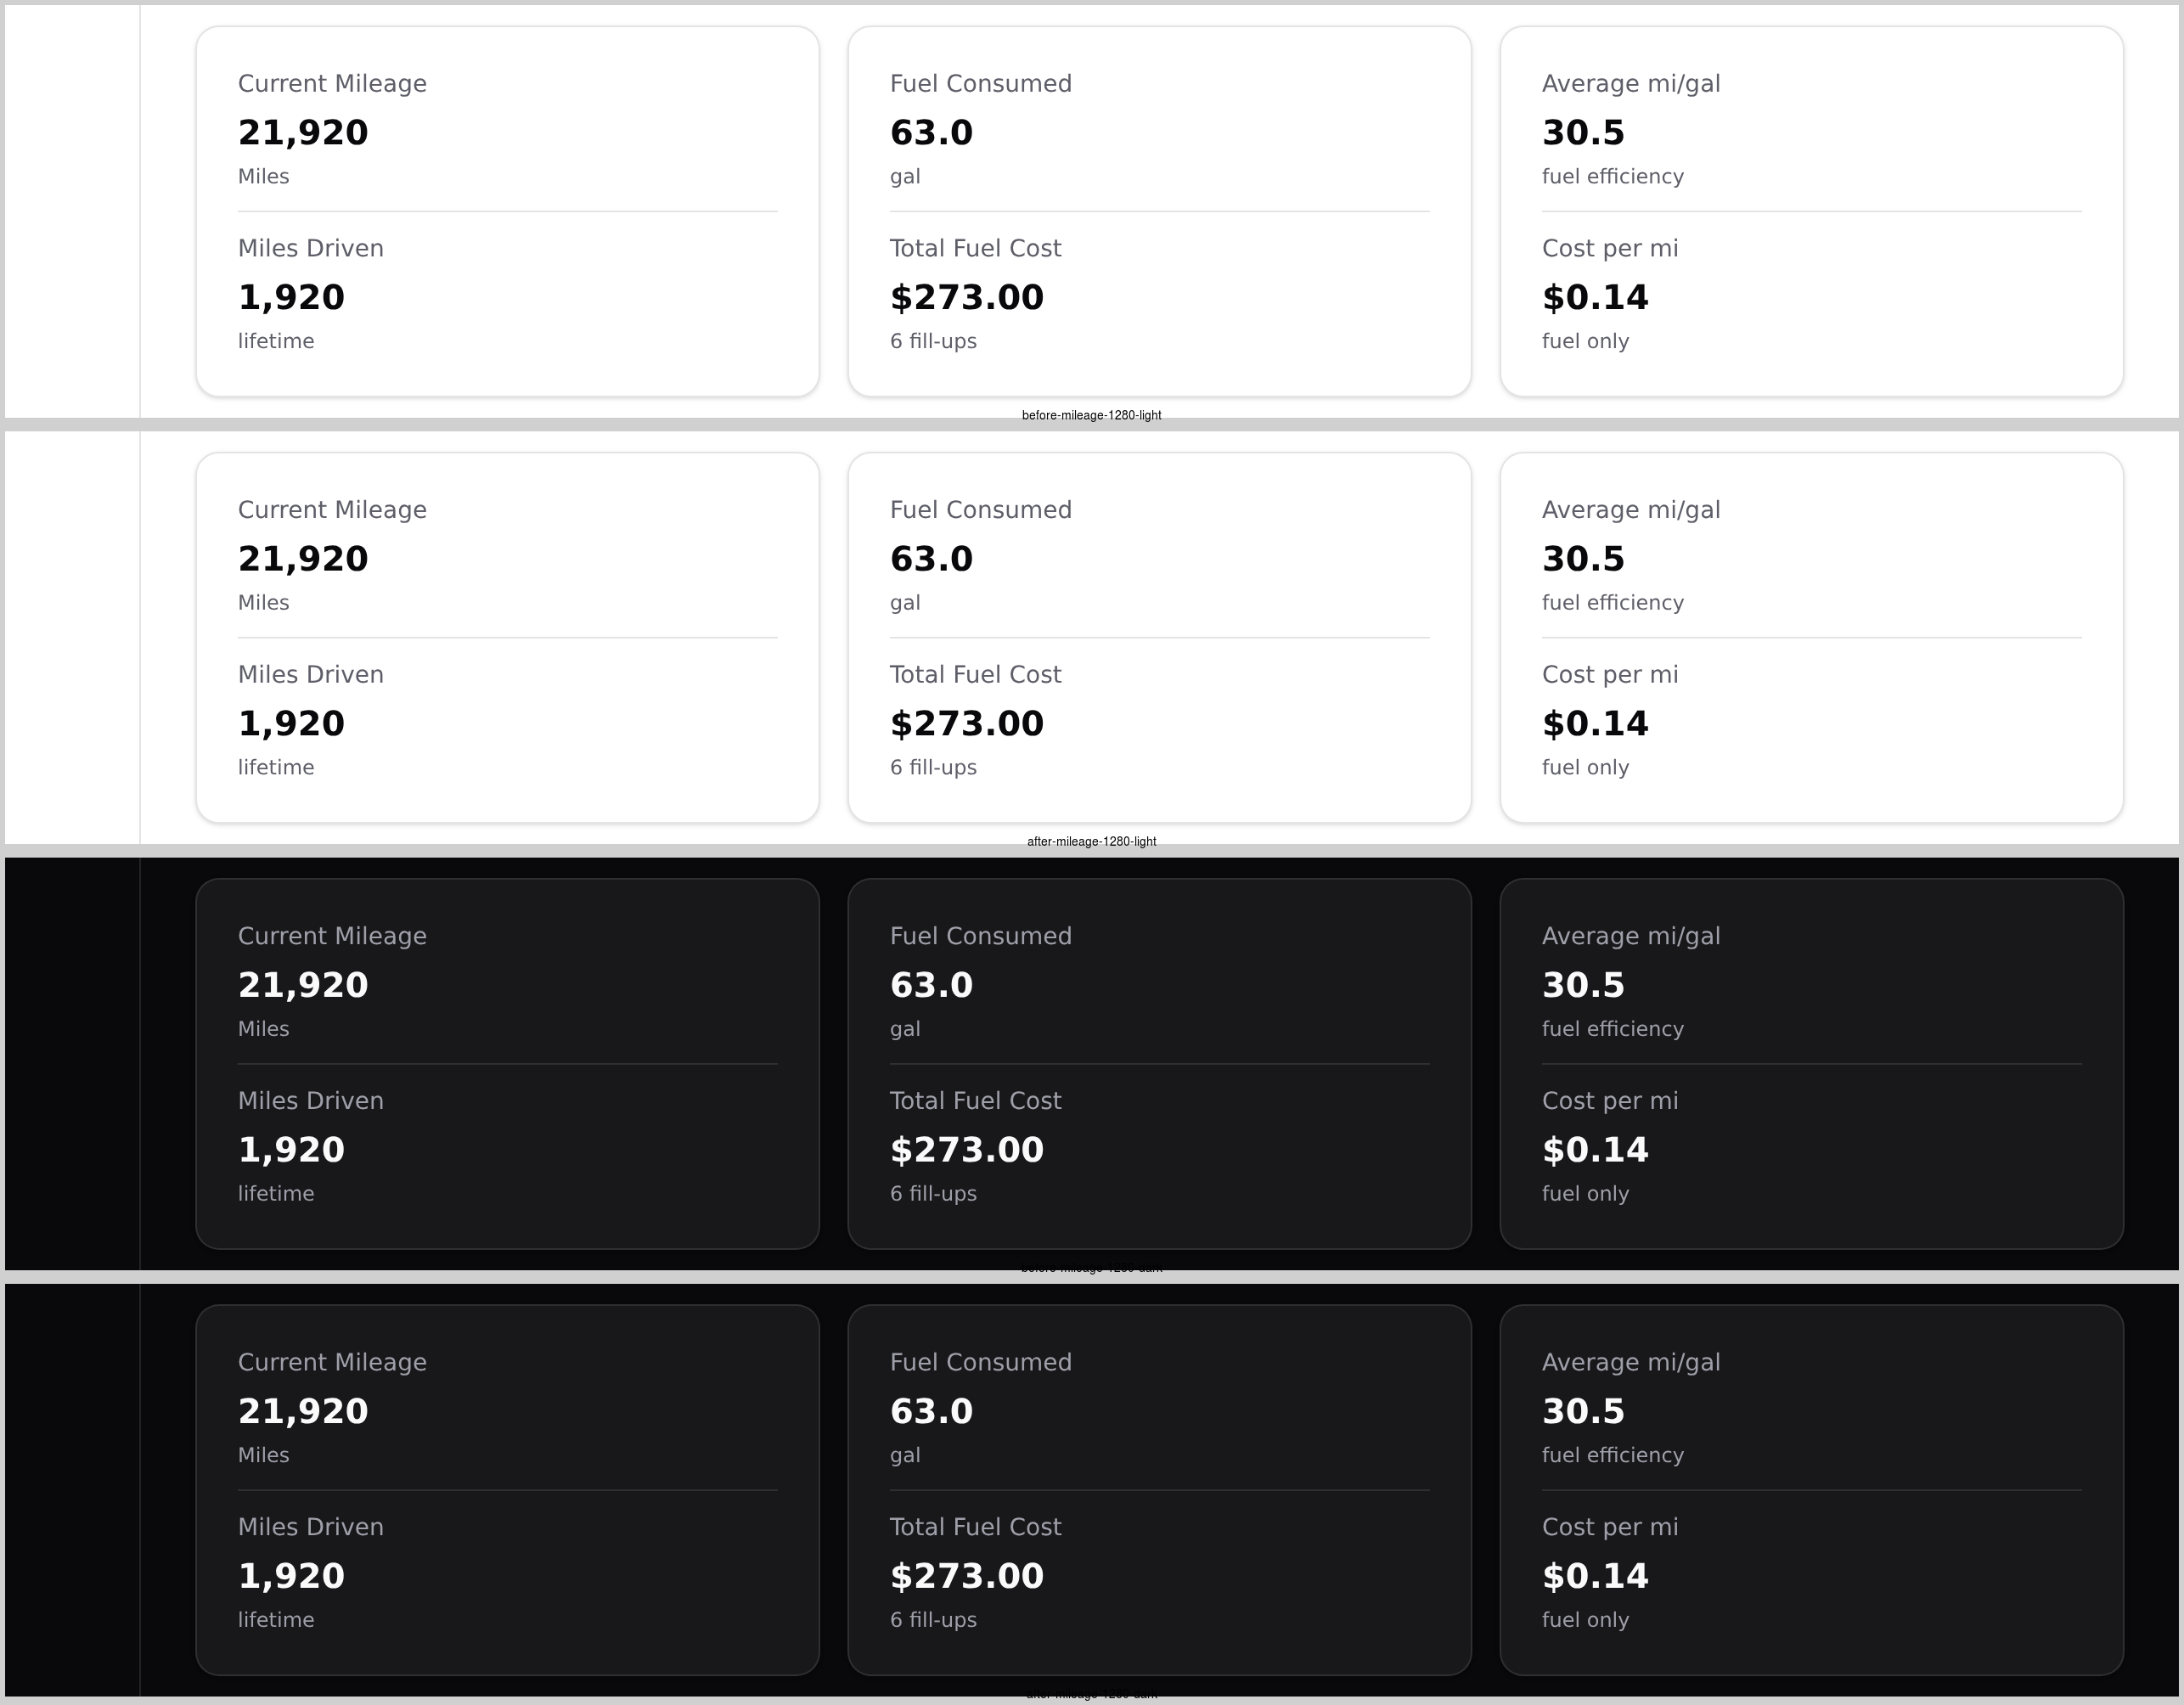 Current Mileage
21,920
Miles
Miles Driven
1,920
lifetime
Fuel Consumed
63.0
gal
Total Fuel Cost
$273.00
6 fill-ups
Average mi/gal
30.5
fuel efficiency
Cost per mi
$0.14
fuel only
before-mileage-1280-light
Current Mileage
21,920
Miles
Miles Driven
1,920
lifetime
Fuel Consumed
63.0
gal
Total Fuel Cost
$273.00
6 fill-ups
Average mi/gal
30.5
fuel efficiency
Cost per mi
$0.14
fuel only
after-mileage-1280-light
Current Mileage
21,920
Miles
Miles Driven
1,920
lifetime
Fuel Consumed
63.0
gal
Total Fuel Cost
$273.00
6 fill-ups
Average mi/gal
30.5
fuel efficiency
Cost per mi
$0.14
fuel only
before-mileage-1280-dark
Current Mileage
21,920
Miles
Miles Driven
1,920
lifetime
Fuel Consumed
63.0
gal
Total Fuel Cost
$273.00
6 fill-ups
Average mi/gal
30.5
fuel efficiency
Cost per mi
$0.14
fuel only
after-mileage-1280-dark